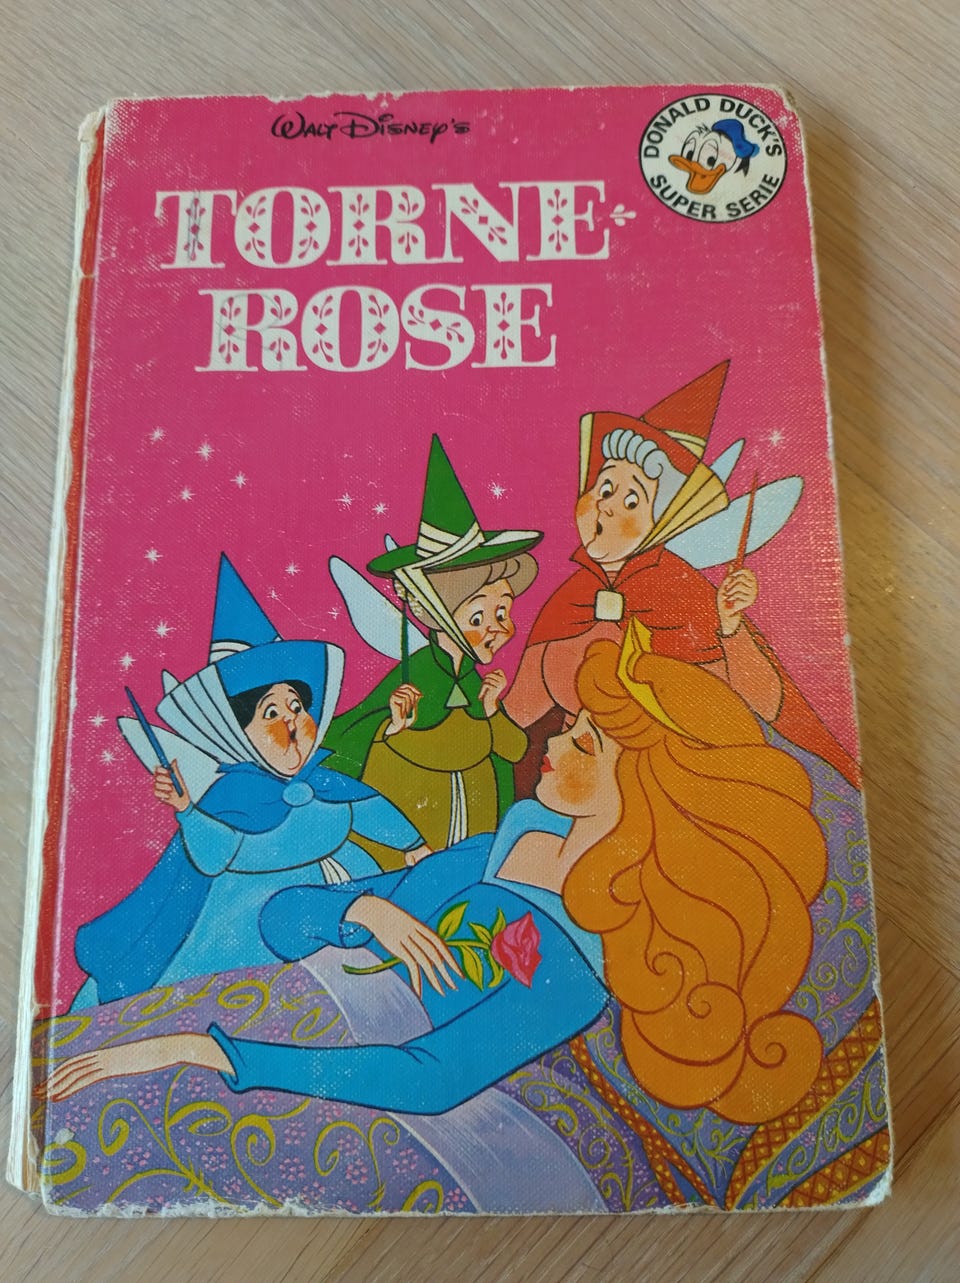 WALT DISNEY'S
DONALD DUCK'S
SUPER SERIE
TORNE-
ROSE